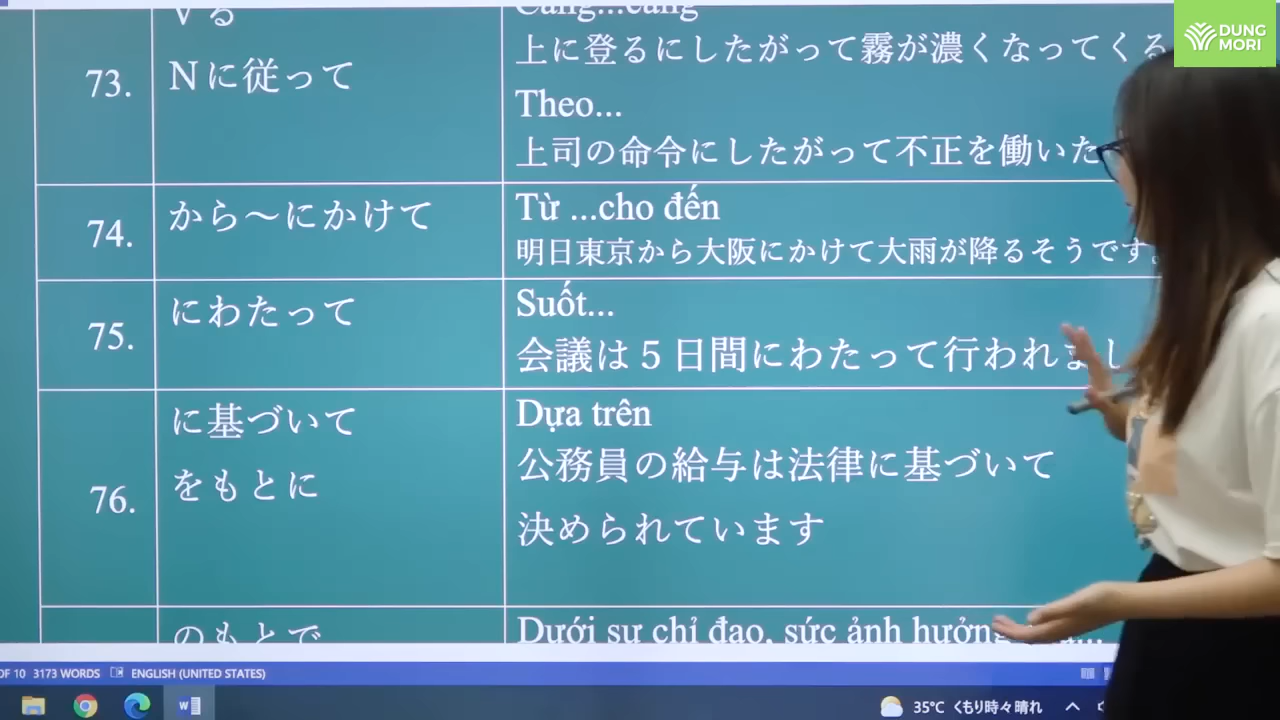 Vる
Càng...càng
73.
Nに従って
上に登るにしたがって霧が濃くなってくる
Theo...
上司の命令にしたがって不正を働いた
74.
から～にかけて
Từ ...cho đến
明日東京から大阪にかけて大雨が降るそうです。
75.
にわたって
Suốt...
会議は５日間にわたって行われまし
76.
に基づいて
をもとに
Dựa trên
公務員の給与は法律に基づいて
決められています
のもとで
Dưới sự chỉ đạo, sức ảnh hưởng
OF 10 3173 WORDS ENGLISH (UNITED STATES)
35°C くもり時々晴れ
DUNG
MORI